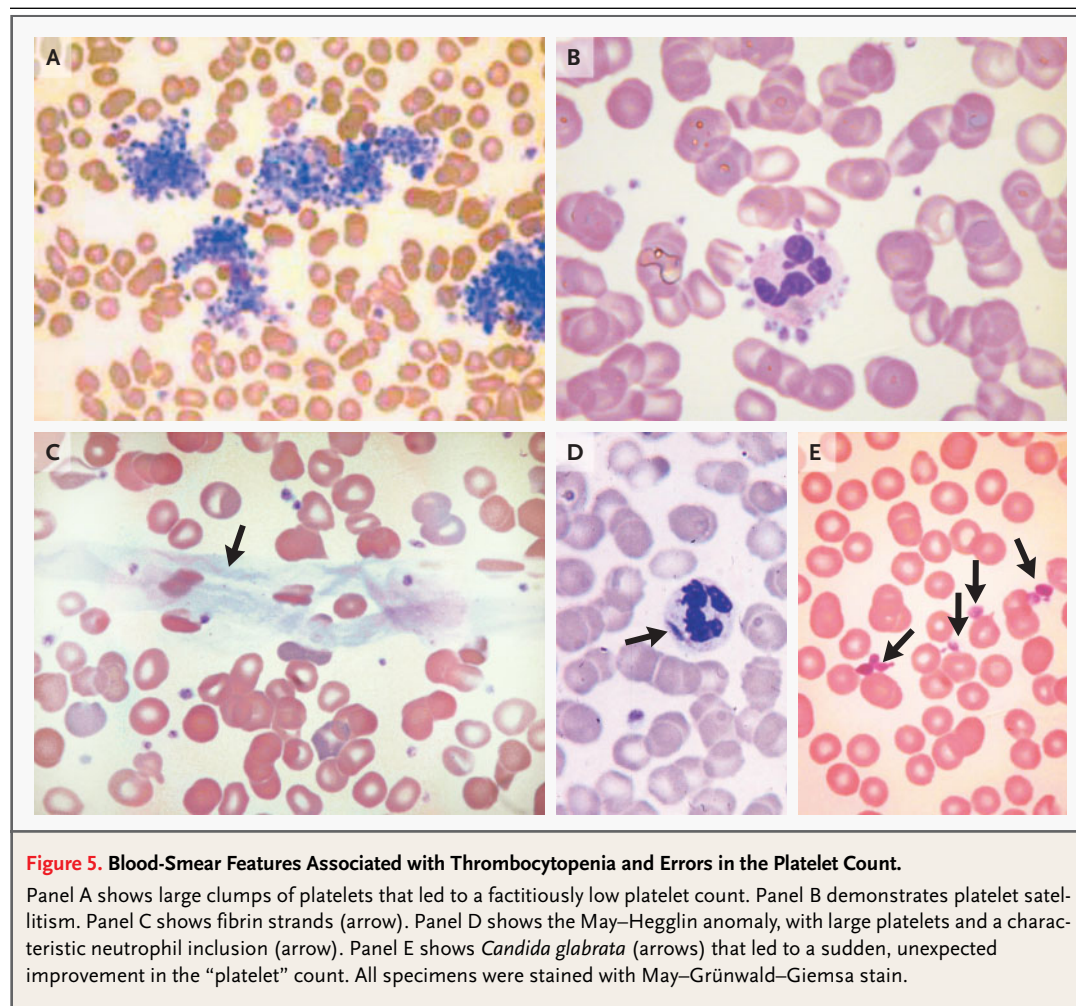 A
B
C
D
E
Figure 5. Blood-Smear Features Associated with Thrombocytopenia and Errors in the Platelet Count.
Panel A shows large clumps of platelets that led to a factitiously low platelet count. Panel B demonstrates platelet satel-
litism. Panel C shows fibrin strands (arrow). Panel D shows the May–Hegglin anomaly, with large platelets and a charac-
teristic neutrophil inclusion (arrow). Panel E shows Candida glabrata (arrows) that led to a sudden, unexpected
improvement in the “platelet” count. All specimens were stained with May–Grünwald–Giemsa stain.